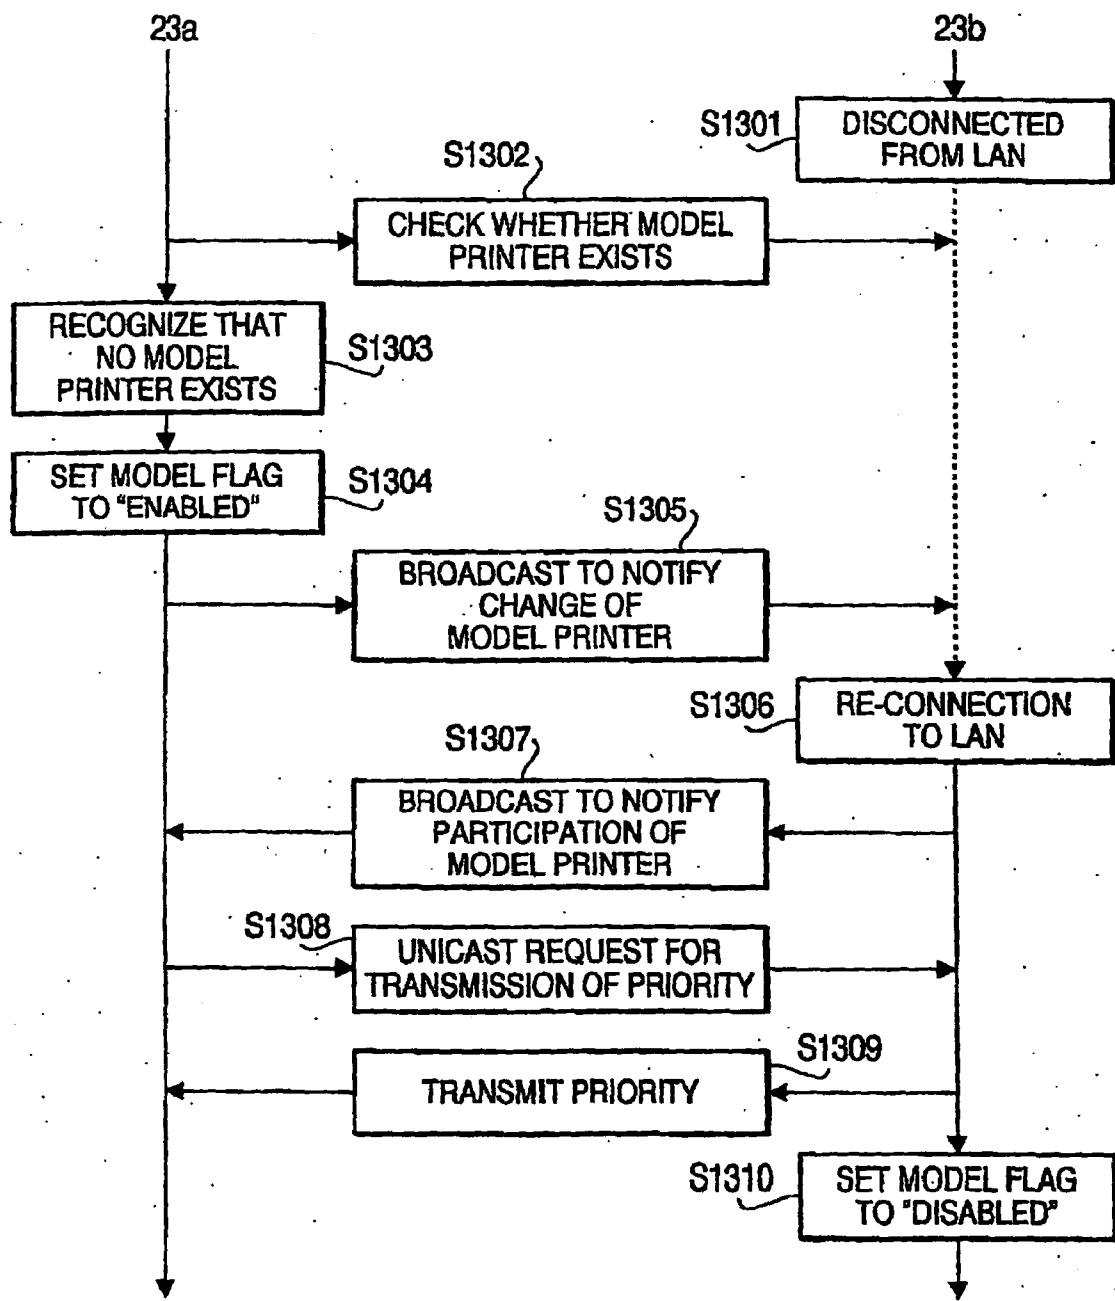 23a
23b
S1301
DISCONNECTED
FROM LAN
S1302
CHECK WHETHER MODEL
PRINTER EXISTS
RECOGNIZE THAT
NO MODEL
PRINTER EXISTS
S1303
SET MODEL FLAG
TO "ENABLED"
S1304
S1305
BROADCAST TO NOTIFY
CHANGE OF
MODEL PRINTER
S1306
RE-CONNECTION
TO LAN
S1307
BROADCAST TO NOTIFY
PARTICIPATION OF
MODEL PRINTER
S1308
UNICAST REQUEST FOR
TRANSMISSION OF PRIORITY
S1309
TRANSMIT PRIORITY
S1310
SET MODEL FLAG
TO "DISABLED"